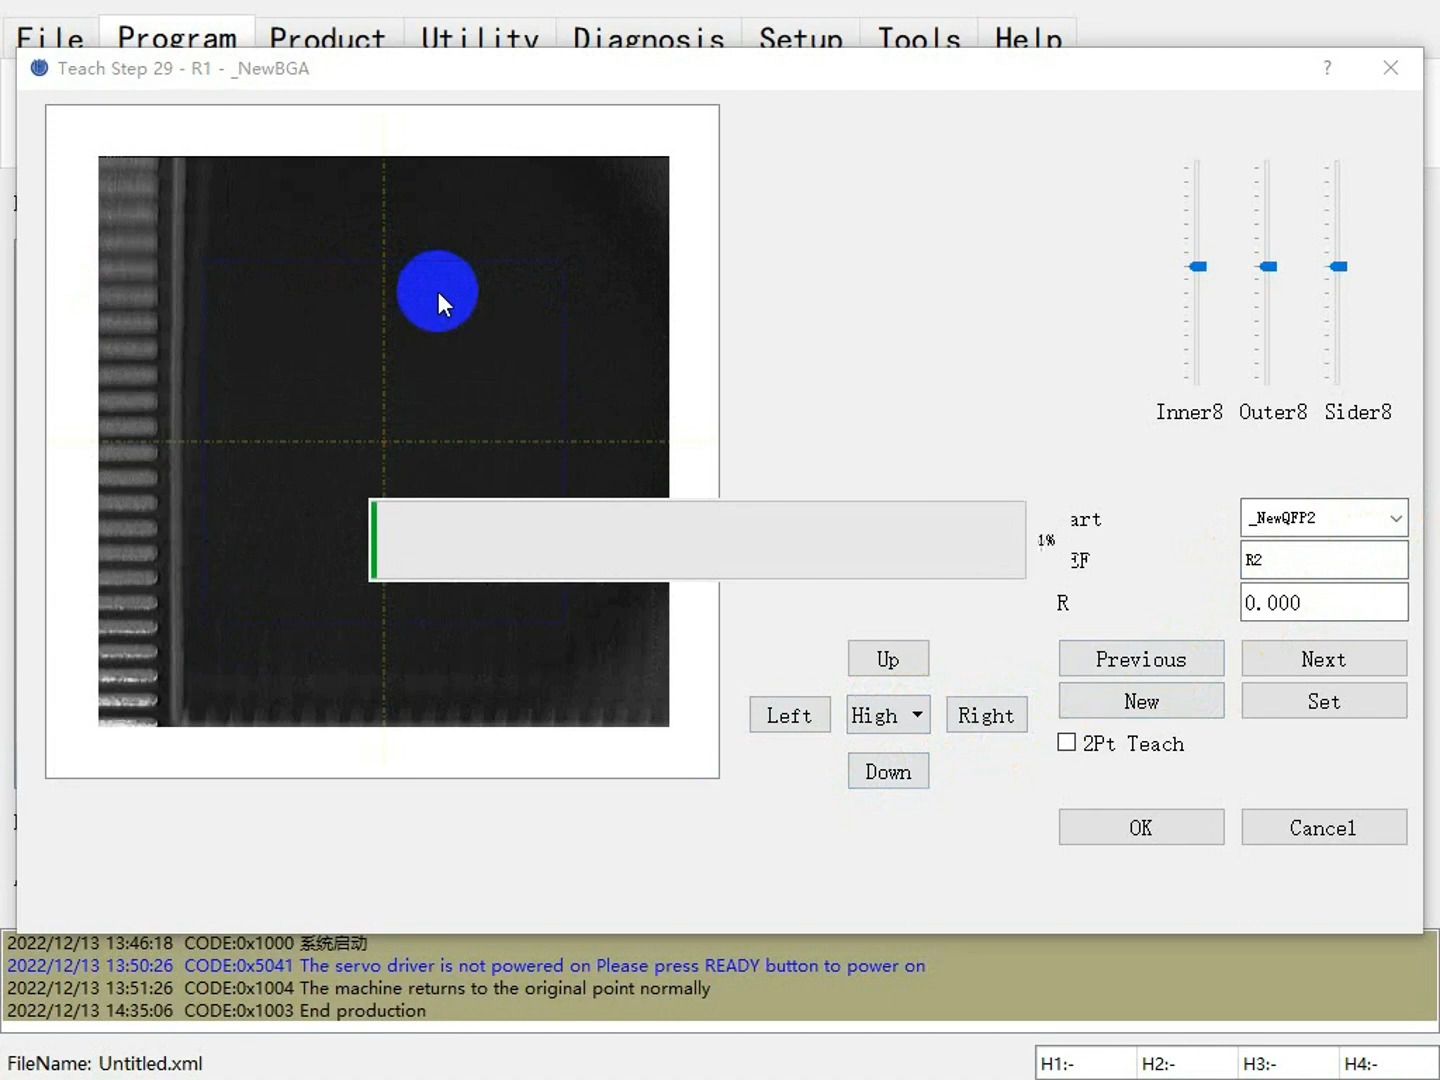 File Program Product Utility Diagnosis Setup Tools Help
Teach Step 29 - R1 - _NewBGA
?
Inner8 Outer8 Sider8
1%
art _NewQFP2
EF R2
R 0.000
Up Previous Next
Left High Right New Set
2Pt Teach
Down
OK Cancel
2022/12/13 13:46:18 CODE:0x1000 系统启动
2022/12/13 13:50:26 CODE:0x5041 The servo driver is not powered on Please press READY button to power on
2022/12/13 13:51:26 CODE:0x1004 The machine returns to the original point normally
2022/12/13 14:35:06 CODE:0x1003 End production
FileName: Untitled.xml H1:- H2:- H3:- H4:-